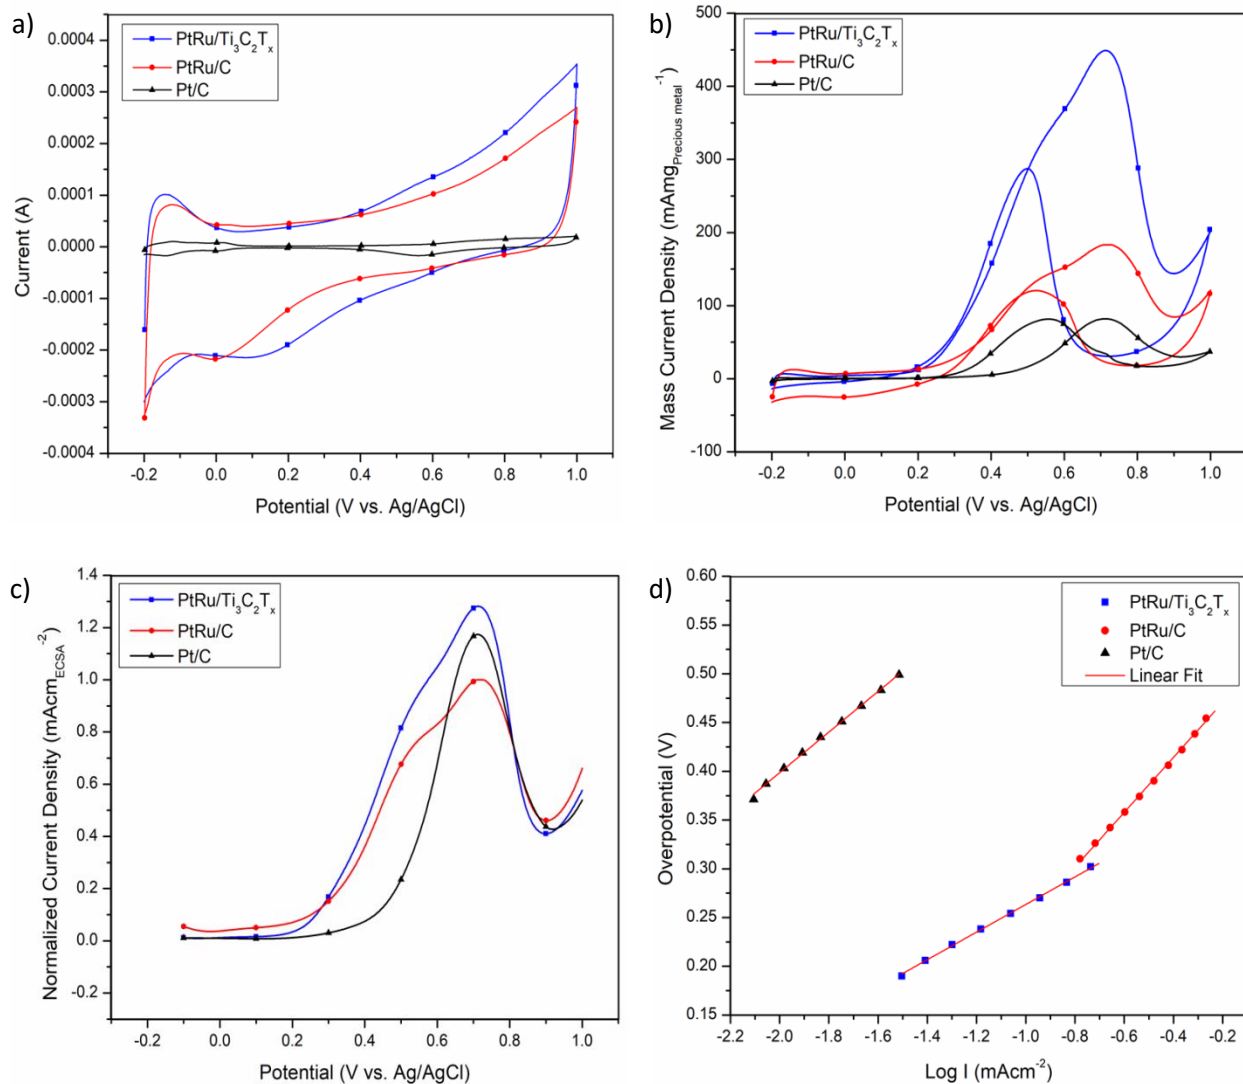 a)
PtRu/Ti₃C₂Tₓ
PtRu/C
Pt/C
0.0004
0.0003
0.0002
0.0001
0.0000
-0.0001
-0.0002
-0.0003
-0.0004
Current (A)
-0.2 0.0 0.2 0.4 0.6 0.8 1.0
Potential (V vs. Ag/AgCl)
b)
PtRu/Ti₃C₂Tₓ
PtRu/C
Pt/C
500
400
300
200
100
0
-100
Mass Current Density (mAmg Precious metal ⁻¹)
-0.2 0.0 0.2 0.4 0.6 0.8 1.0
Potential (V vs. Ag/AgCl)
c)
PtRu/Ti₃C₂Tₓ
PtRu/C
Pt/C
1.4
1.2
1.0
0.8
0.6
0.4
0.2
0.0
-0.2
Normalized Current Density (mAcm ECSA ⁻²)
-0.2 0.0 0.2 0.4 0.6 0.8 1.0
Potential (V vs. Ag/AgCl)
d)
PtRu/Ti₃C₂Tₓ
PtRu/C
Pt/C
Linear Fit
0.60
0.55
0.50
0.45
0.40
0.35
0.30
0.25
0.20
0.15
Overpotential (V)
-2.2 -2.0 -1.8 -1.6 -1.4 -1.2 -1.0 -0.8 -0.6 -0.4 -0.2
Log I (mAcm⁻²)